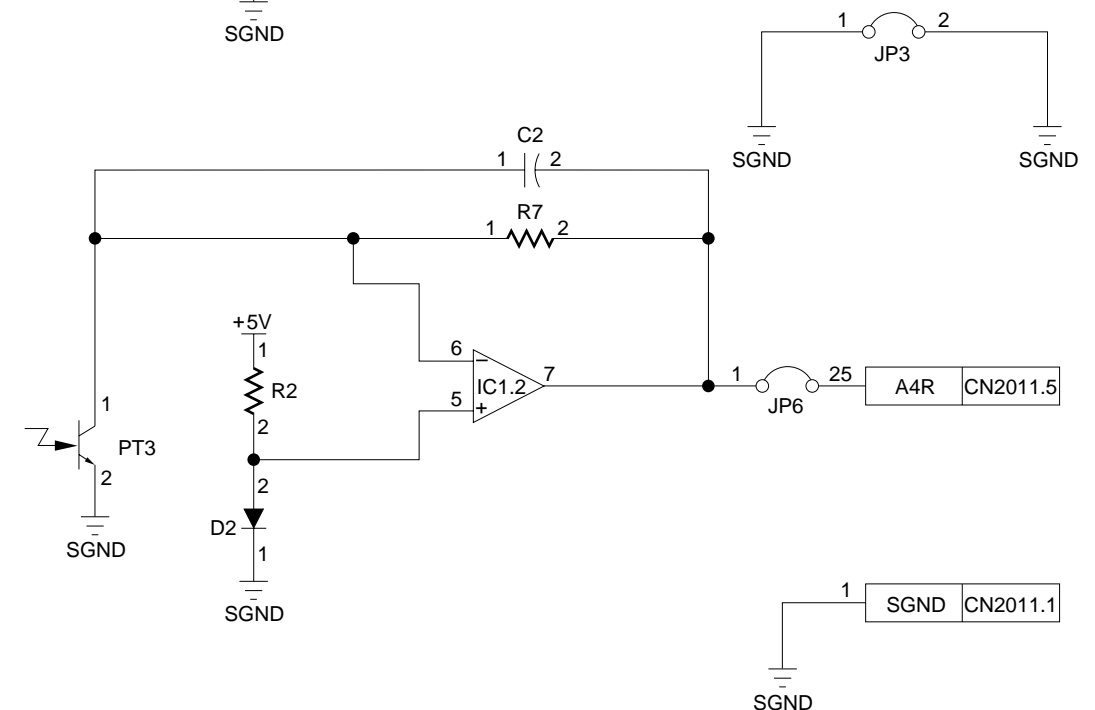 SGND
1 2
JP3
SGND SGND
C2
1 2
R7
1 2
+5V
1
R2
2
6
−
IC1.2
7
5
+
1
JP6
25
A4R CN2011.5
1
PT3
2
SGND
2
D2
1
SGND
1
SGND CN2011.1
SGND